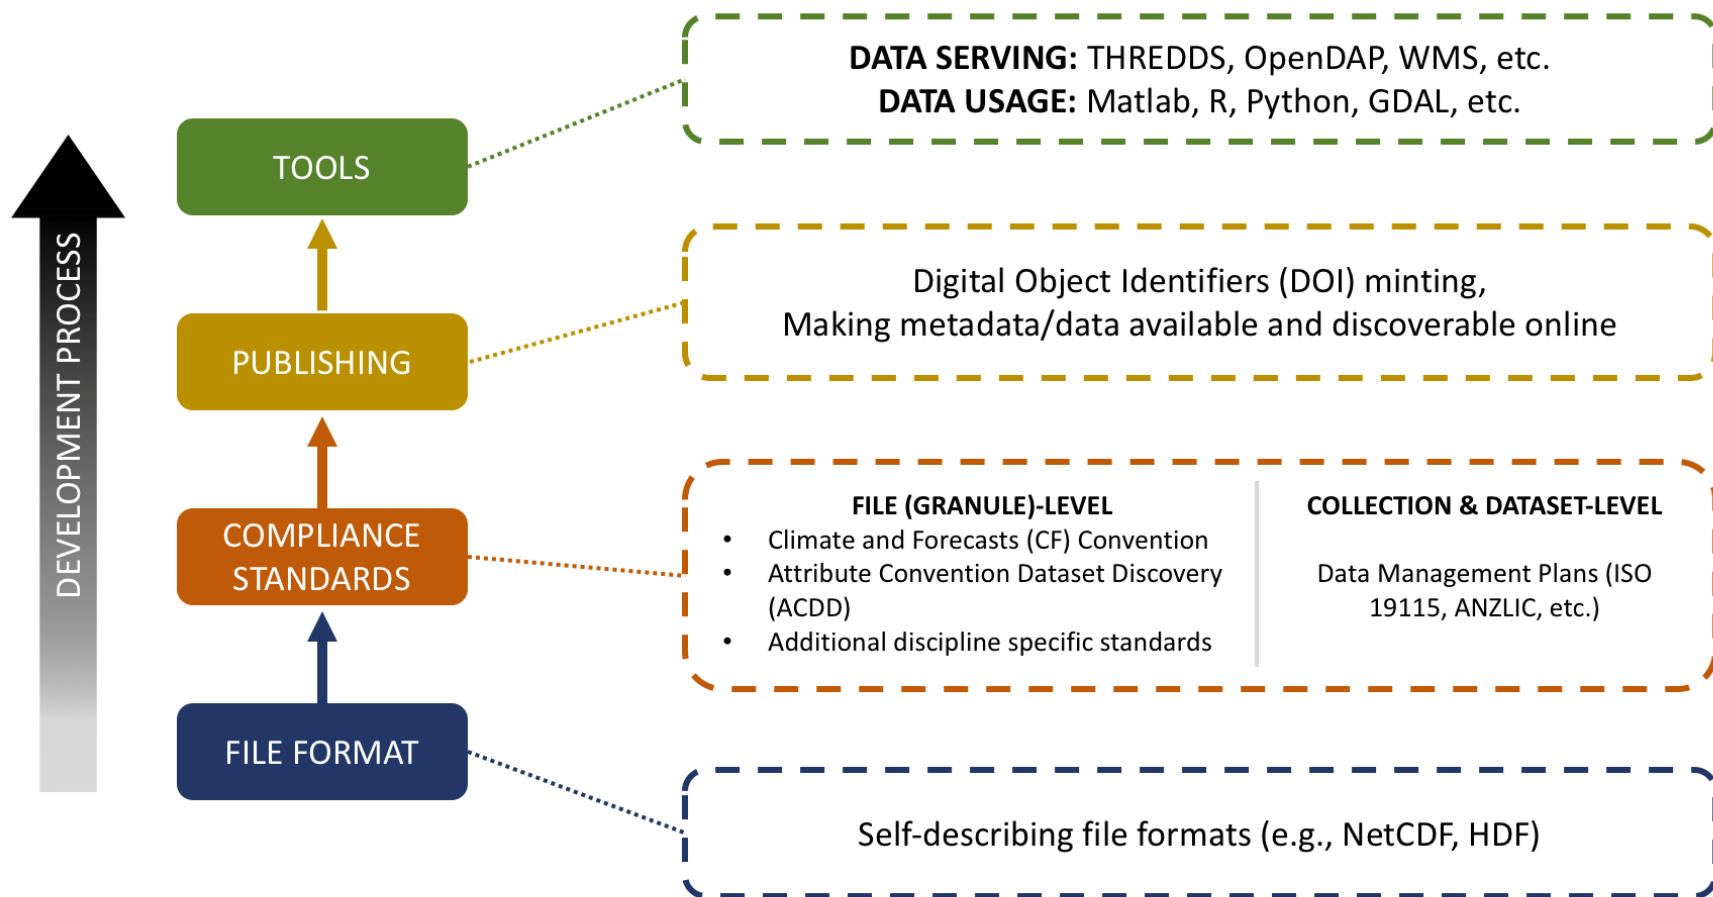 DATA SERVING: THREDDS, OpenDAP, WMS, etc.
DATA USAGE: Matlab, R, Python, GDAL, etc.
TOOLS
DEVELOPMENT PROCESS
Digital Object Identifiers (DOI) minting,
Making metadata/data available and discoverable online
PUBLISHING
FILE (GRANULE)-LEVEL
• Climate and Forecasts (CF) Convention
• Attribute Convention Dataset Discovery
(ACDD)
• Additional discipline specific standards
COLLECTION & DATASET-LEVEL
Data Management Plans (ISO
19115, ANZLIC, etc.)
COMPLIANCE
STANDARDS
FILE FORMAT
Self-describing file formats (e.g., NetCDF, HDF)